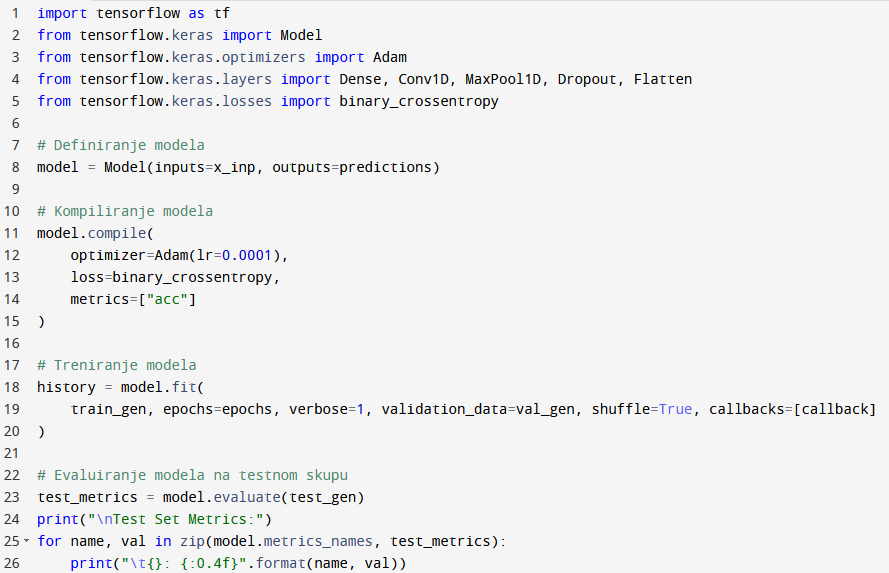 1 import tensorflow as tf
2 from tensorflow.keras import Model
3 from tensorflow.keras.optimizers import Adam
4 from tensorflow.keras.layers import Dense, Conv1D, MaxPool1D, Dropout, Flatten
5 from tensorflow.keras.losses import binary_crossentropy
6
7 # Definiranje modela
8 model = Model(inputs=x_inp, outputs=predictions)
9
10 # Kompiliranje modela
11 model.compile(
12     optimizer=Adam(lr=0.0001),
13     loss=binary_crossentropy,
14     metrics=["acc"]
15 )
16
17 # Treniranje modela
18 history = model.fit(
19     train_gen, epochs=epochs, verbose=1, validation_data=val_gen, shuffle=True, callbacks=[callback]
20 )
21
22 # Evaluiranje modela na testnom skupu
23 test_metrics = model.evaluate(test_gen)
24 print("\nTest Set Metrics:")
25 for name, val in zip(model.metrics_names, test_metrics):
26     print("\t{}: {:0.4f}".format(name, val))